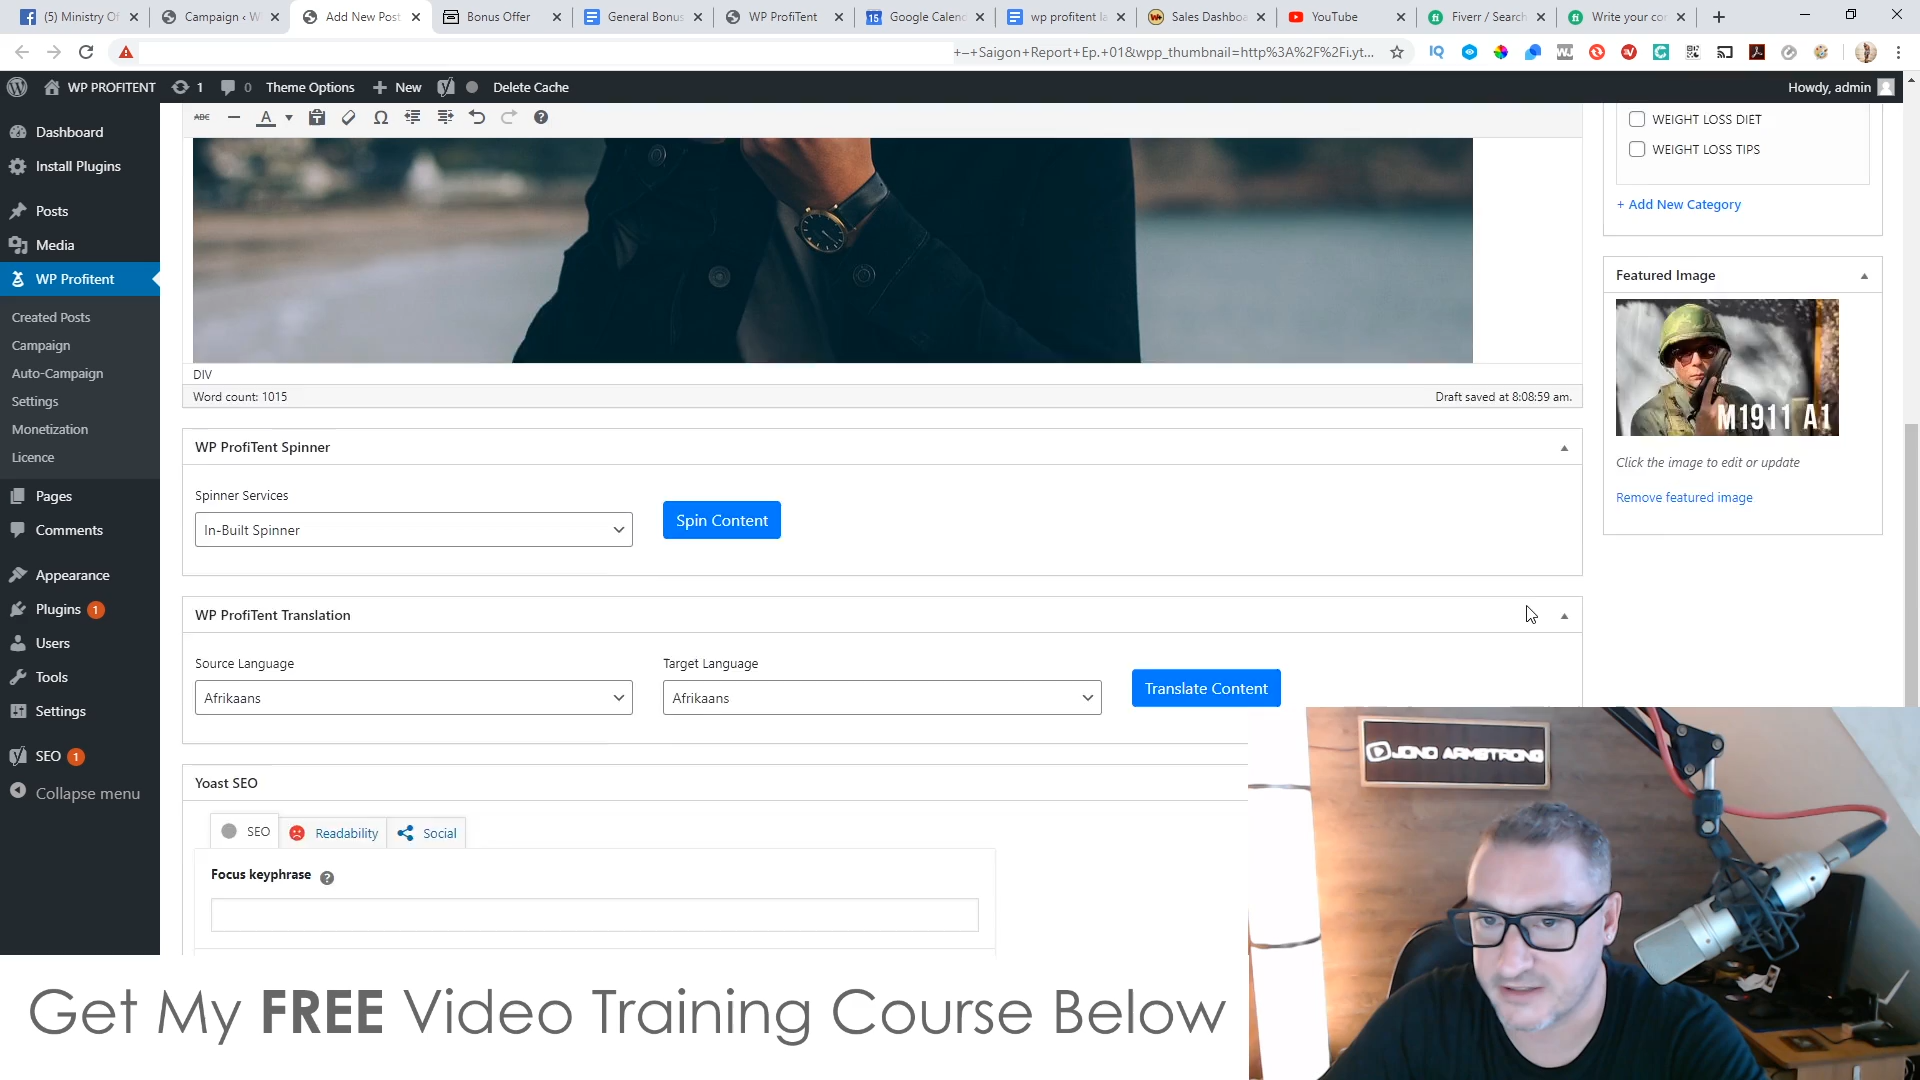 (5) Ministry Of
Campaign ‹ W
Add New Post
Bonus Offer
General Bonus
WP ProfiTent
15
Google Calen
wp profitent la
Sales Dashboa
YouTube
Fiverr / Search
Write your co
+–+Saigon+Report+Ep.+01&wpp_thumbnail=http%3A%2F%2Fi.yt...
WP PROFITENT
1
0
Theme Options
New
Delete Cache
Howdy, admin
Dashboard
Install Plugins
Posts
Media
WP Profitent
Created Posts
Campaign
Auto-Campaign
Settings
Monetization
Licence
Pages
Comments
Appearance
Plugins 1
Users
Tools
Settings
SEO 1
Collapse menu
ABC
A
Ω
DIV
Word count: 1015
Draft saved at 8:08:59 am.
WP ProfiTent Spinner
Spinner Services
In-Built Spinner
Spin Content
WP ProfiTent Translation
Source Language
Afrikaans
Target Language
Afrikaans
Translate Content
Yoast SEO
SEO
Readability
Social
Focus keyphrase
WEIGHT LOSS DIET
WEIGHT LOSS TIPS
+ Add New Category
Featured Image
M1911 A1
Click the image to edit or update
Remove featured image
JONO ARMSTRONG
Get My FREE Video Training Course Below